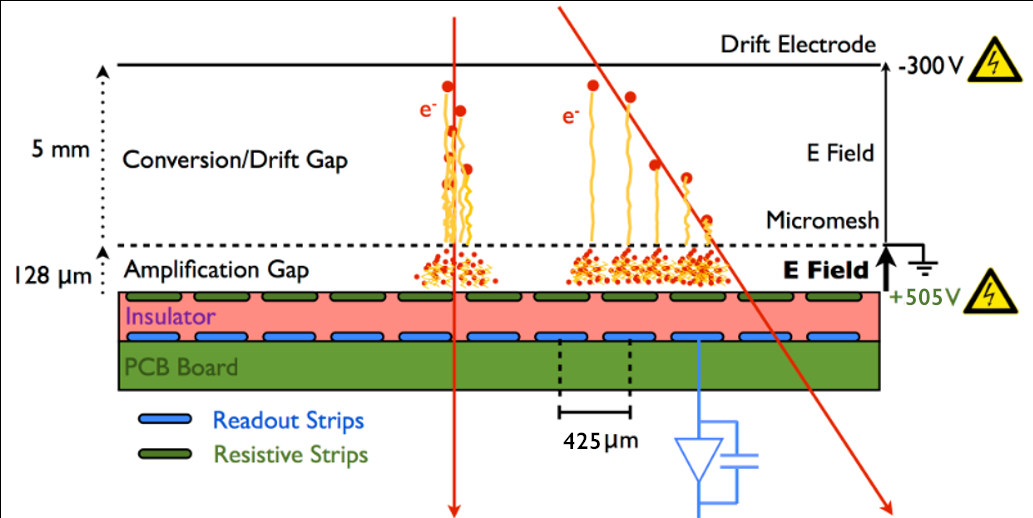 Drift Electrode
-300 V
e-
e-
5 mm
Conversion/Drift Gap
E Field
Micromesh
128 µm
Amplification Gap
E Field
+505V
Insulator
PCB Board
Readout Strips
425 µm
Resistive Strips